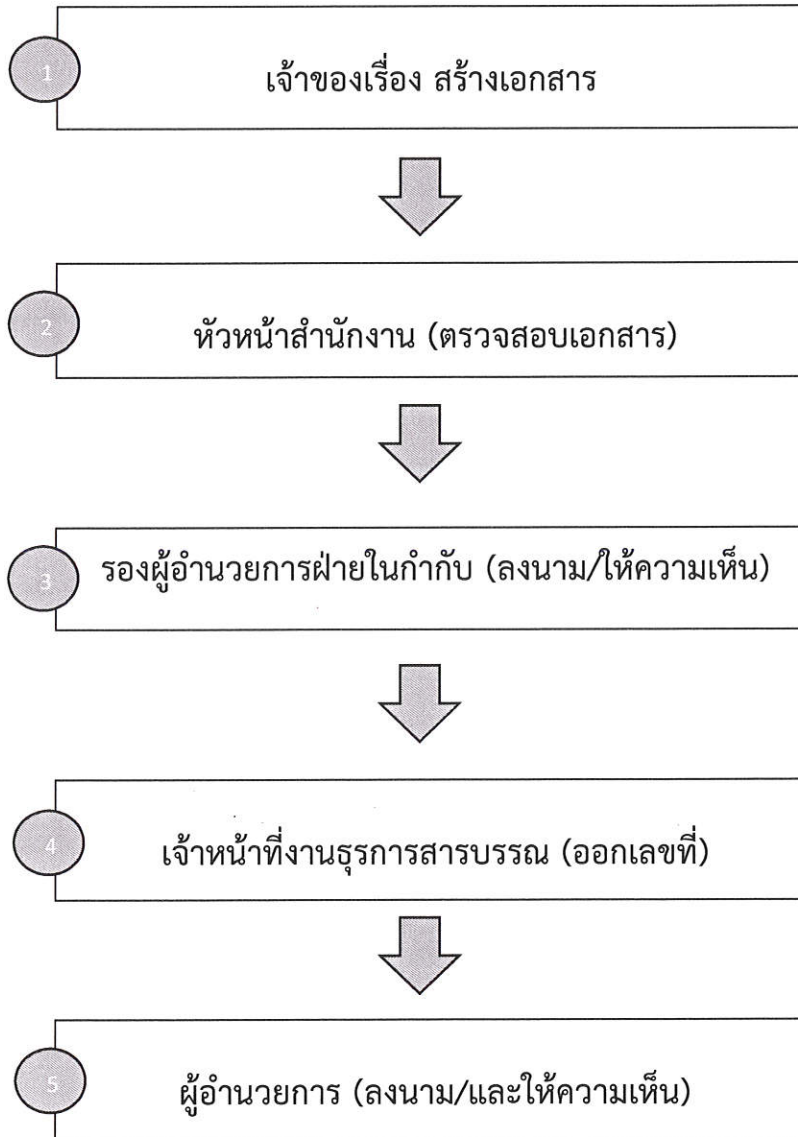 1
เจ้าของเรื่อง สร้างเอกสาร
2
หัวหน้าสำนักงาน (ตรวจสอบเอกสาร)
3
รองผู้อำนวยการฝ่ายในกำกับ (ลงนาม/ให้ความเห็น)
4
เจ้าหน้าที่งานธุรการสารบรรณ (ออกเลขที่)
5
ผู้อำนวยการ (ลงนาม/และให้ความเห็น)